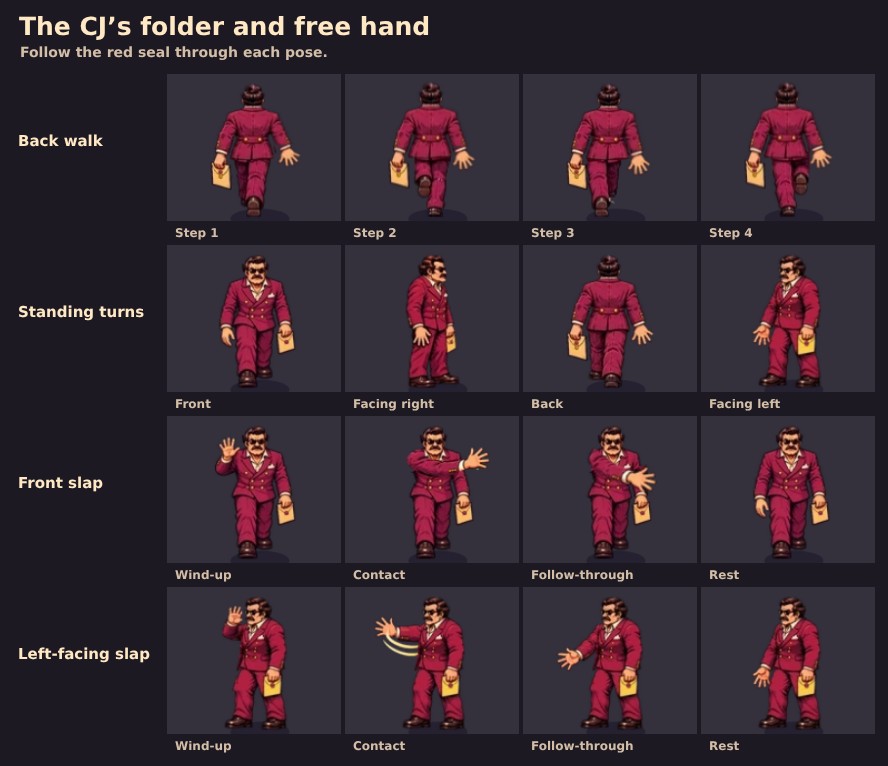 The CJ’s folder and free hand
Follow the red seal through each pose.
Back walk
Step 1
Step 2
Step 3
Step 4
Standing turns
Front
Facing right
Back
Facing left
Front slap
Wind-up
Contact
Follow-through
Rest
Left-facing slap
Wind-up
Contact
Follow-through
Rest